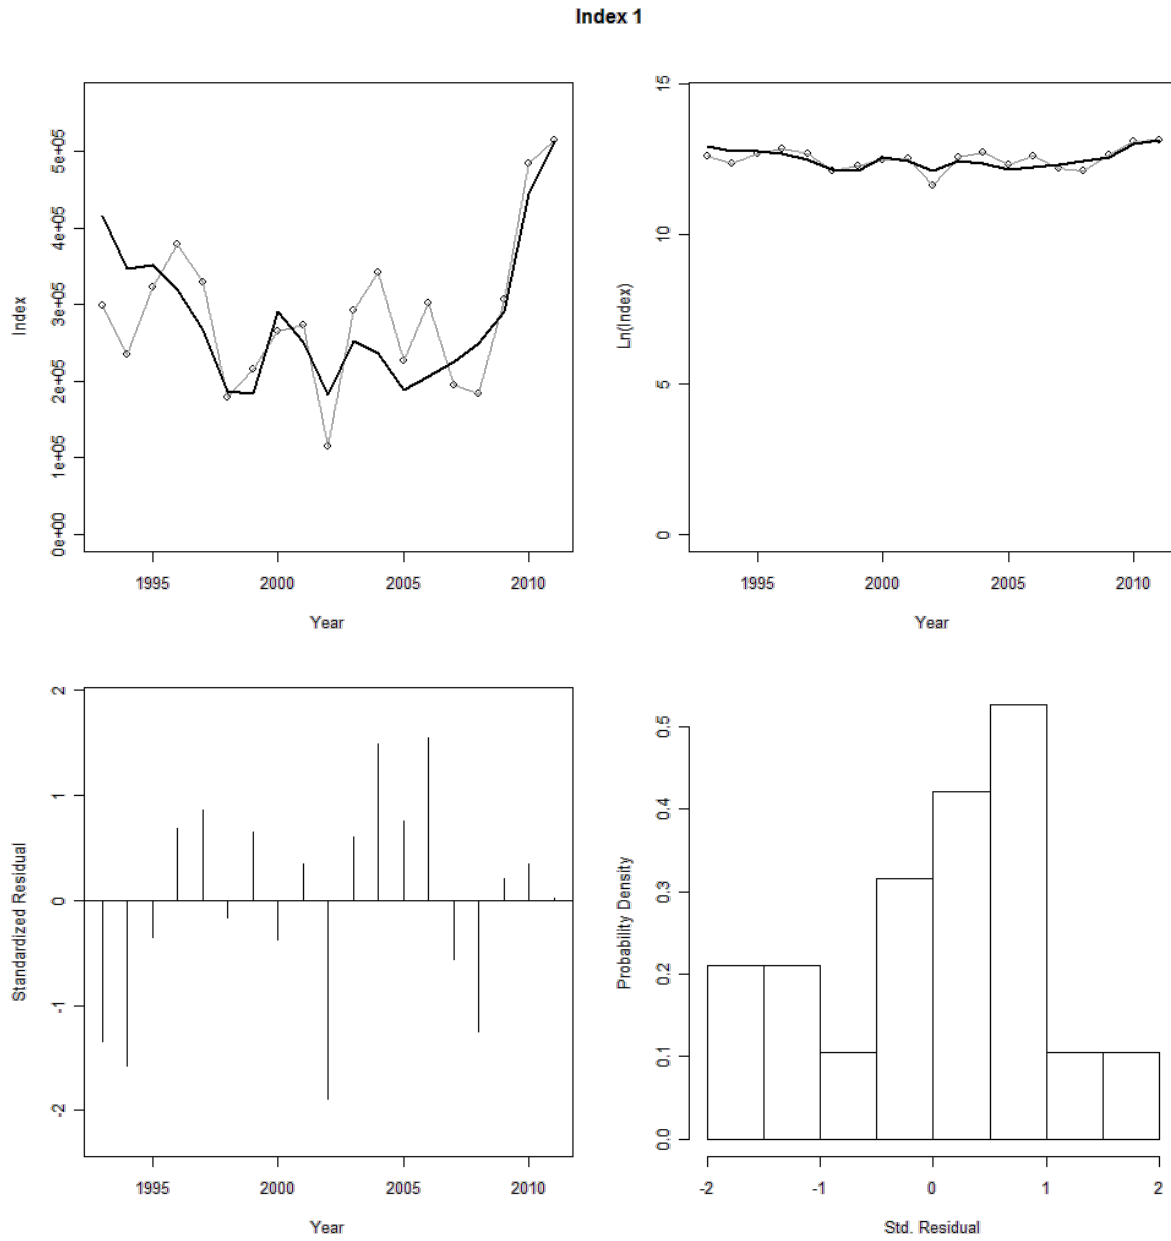 Index 1
5e+05
4e+05
3e+05
2e+05
1e+05
0e+00
Index
1995 2000 2005 2010
Year
15
10
5
0
Ln(Index)
1995 2000 2005 2010
Year
2
1
0
-1
-2
Standardized Residual
1995 2000 2005 2010
Year
0.5
0.4
0.3
0.2
0.1
0.0
Probability Density
-2 -1 0 1 2
Std. Residual